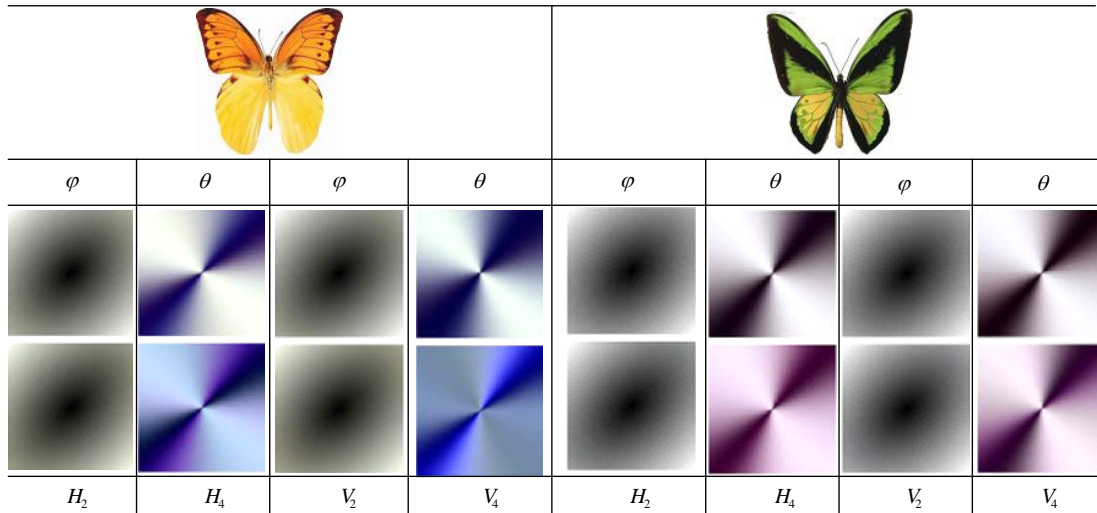 φ θ φ θ φ θ φ θ
H₂ H₄ V₂ V₄ H₂ H₄ V₂ V₄